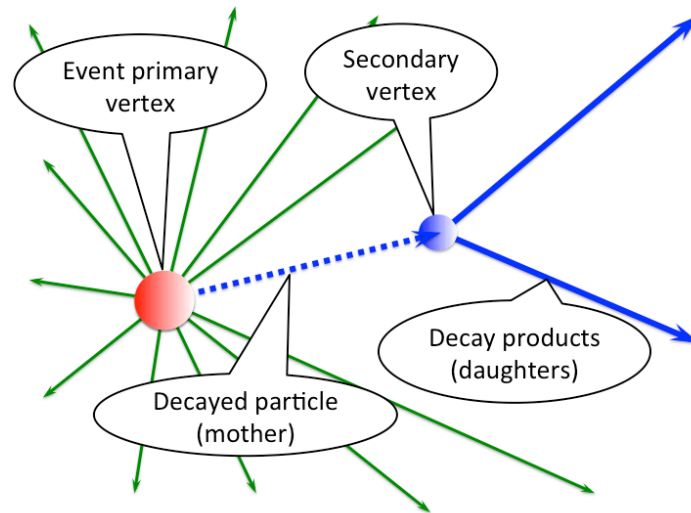 Event primary
vertex
Secondary
vertex
Decay products
(daughters)
Decayed particle
(mother)